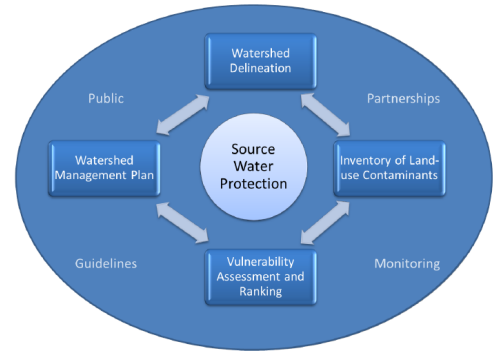 Watershed
Delineation
Public
Partnerships
Source
Water
Protection
Watershed
Management Plan
Inventory of Land-
use Contaminants
Guidelines
Vulnerability
Assessment and
Ranking
Monitoring